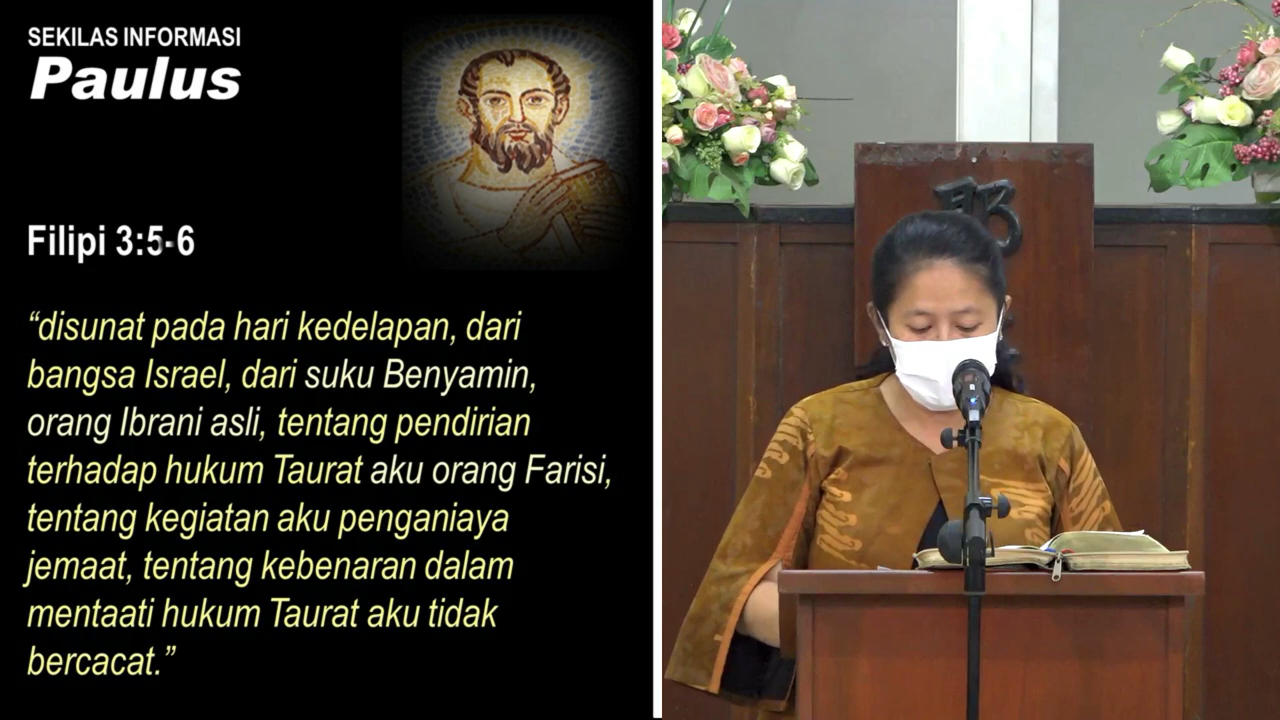 SEKILAS INFORMASI
Paulus
Filipi 3:5-6
“disunat pada hari kedelapan, dari
bangsa Israel, dari suku Benyamin,
orang Ibrani asli, tentang pendirian
terhadap hukum Taurat aku orang Farisi,
tentang kegiatan aku penganiaya
jemaat, tentang kebenaran dalam
mentaati hukum Taurat aku tidak
bercacat.”
耶